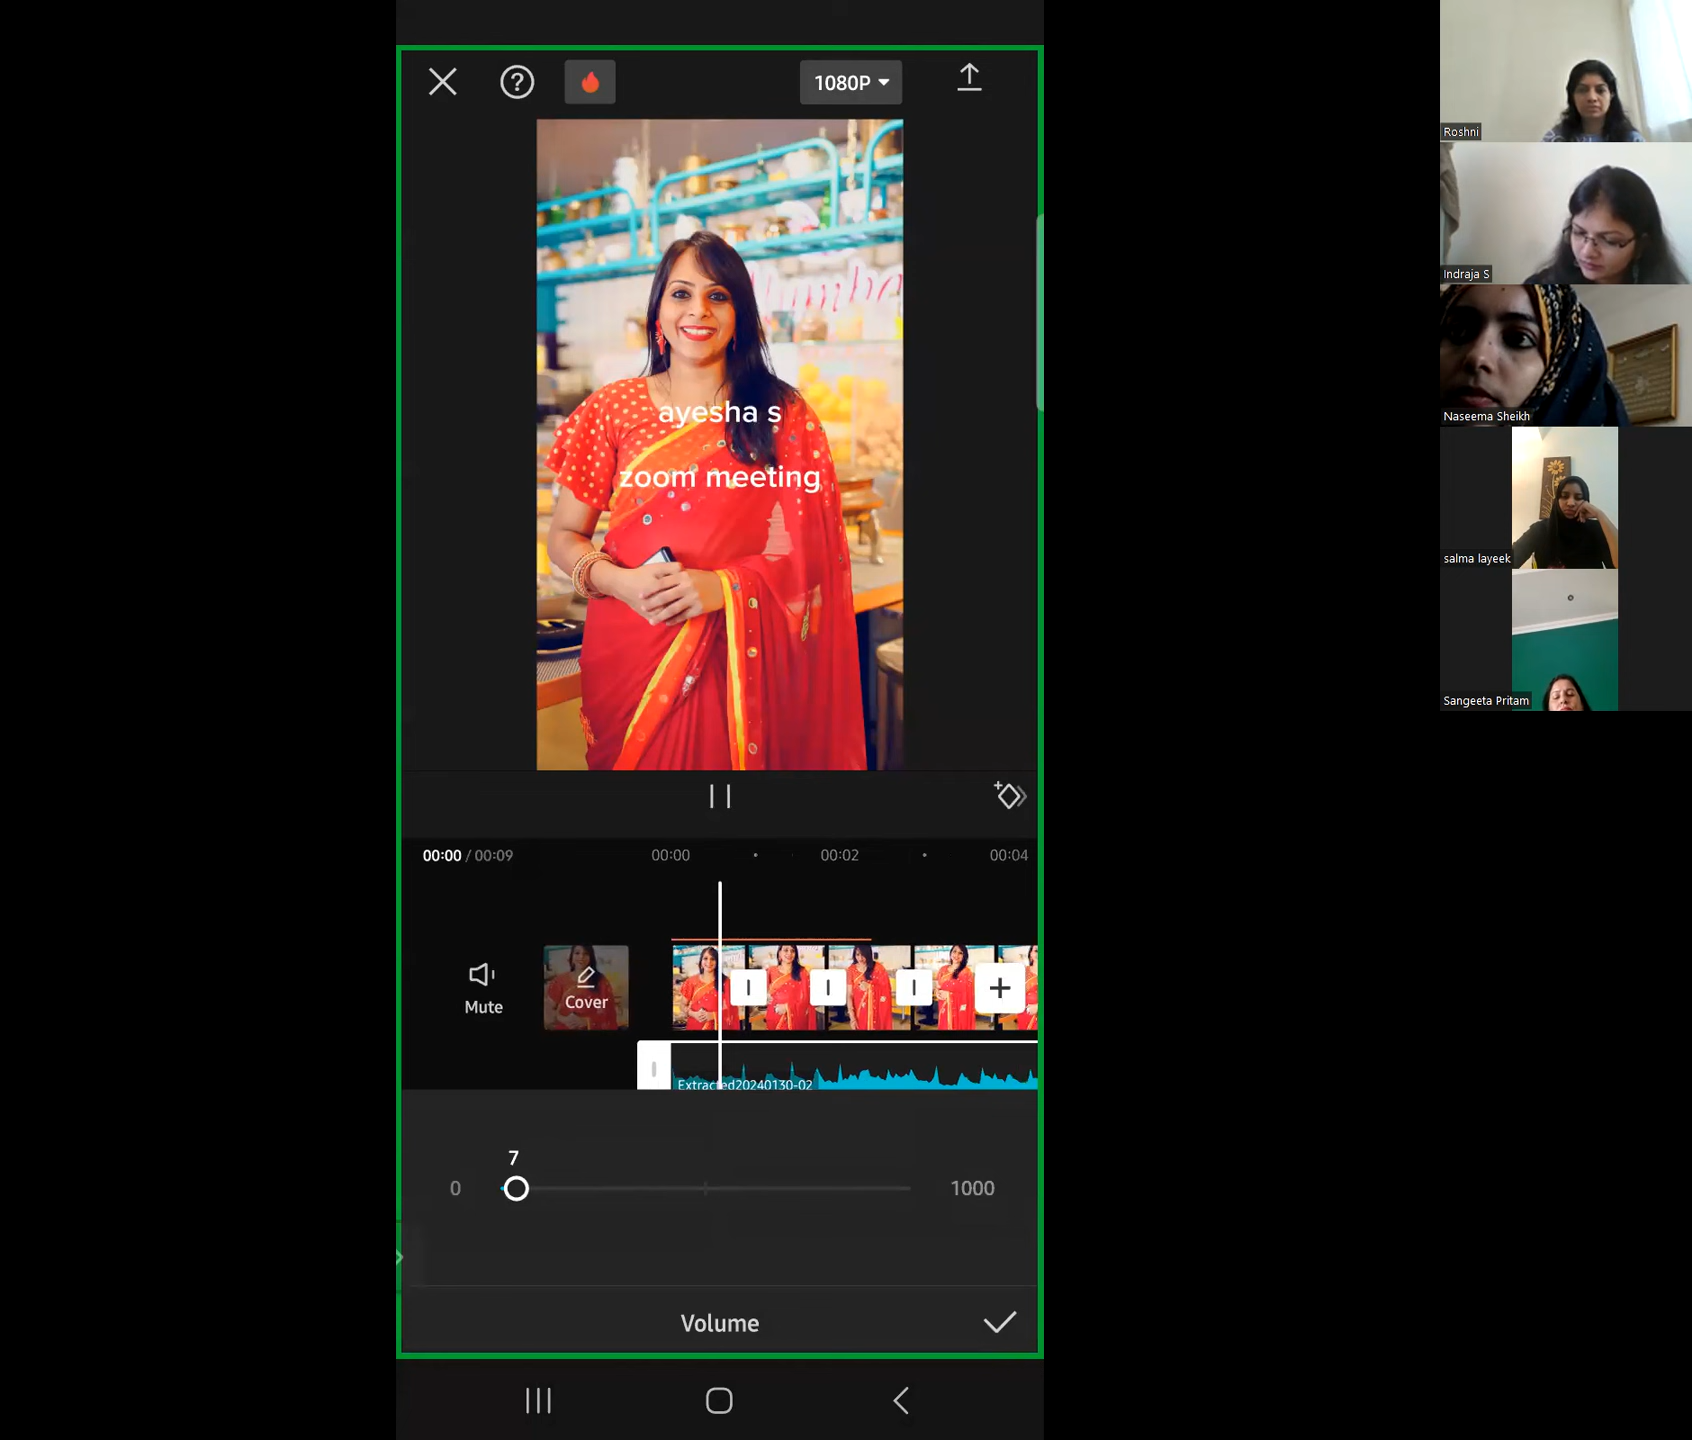 1080P
ayesha s
zoom meeting
00:00 / 00:09
00:00
00:02
00:04
Mute
Cover
Extracted20240130-02
7
0
1000
Volume
Roshni
Indraja S
Naseema Sheikh
salma layeek
Sangeeta Pritam